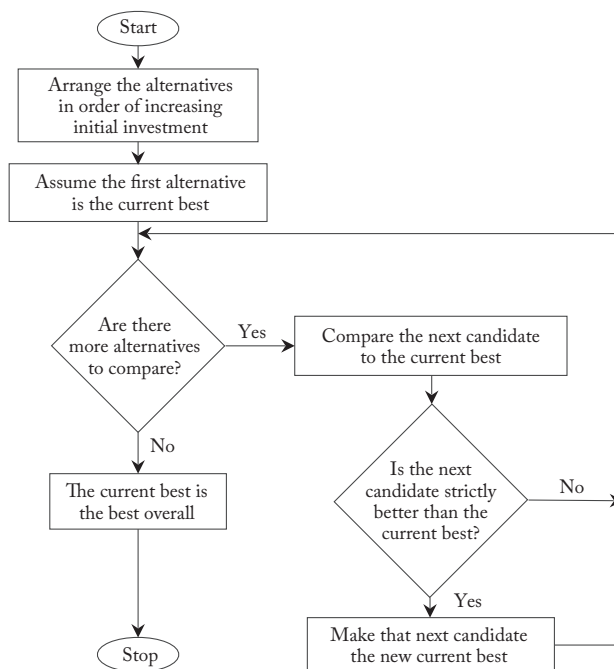 Start
Arrange the alternatives
in order of increasing
initial investment
Assume the first alternative
is the current best
Are there
more alternatives
to compare?
Yes
Compare the next candidate
to the current best
No
The current best is
the best overall
Is the next
candidate strictly
better than the
current best?
No
Yes
Make that next candidate
the new current best
Stop